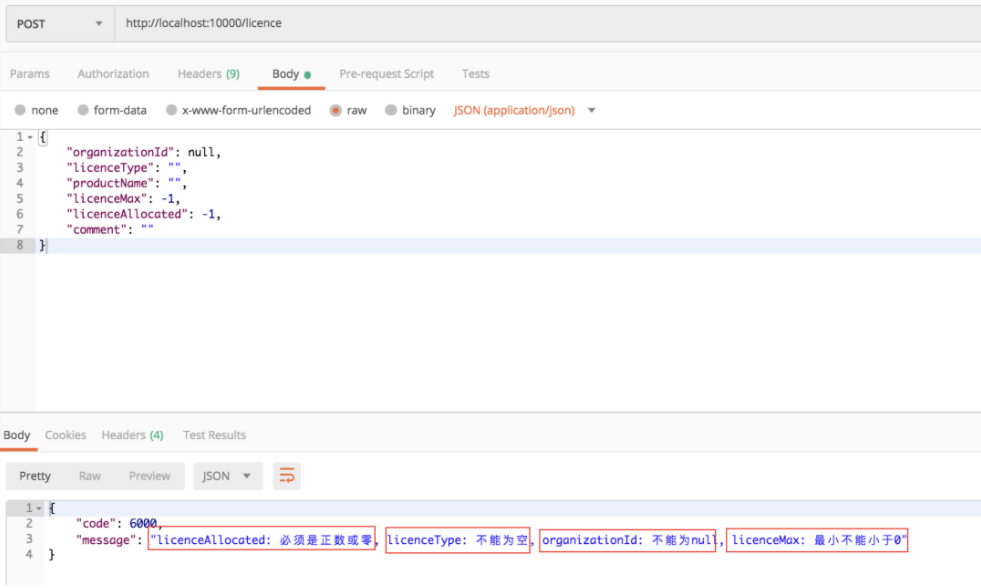 POST http://localhost:10000/licence
Params Authorization Headers (9) Body Pre-request Script Tests
none form-data x-www-form-urlencoded raw binary JSON (application/json)
1 {
2 "organizationId": null,
3 "licenceType": "",
4 "productName": "",
5 "licenceMax": -1,
6 "licenceAllocated": -1,
7 "comment": ""
8 }
Body Cookies Headers (4) Test Results
Pretty Raw Preview JSON
1 {
2 "code": 6000,
3 "message": "licenceAllocated: 必须是正数或零, licenceType: 不能为空, organizationId: 不能为null, licenceMax: 最小不能小于0"
4 }